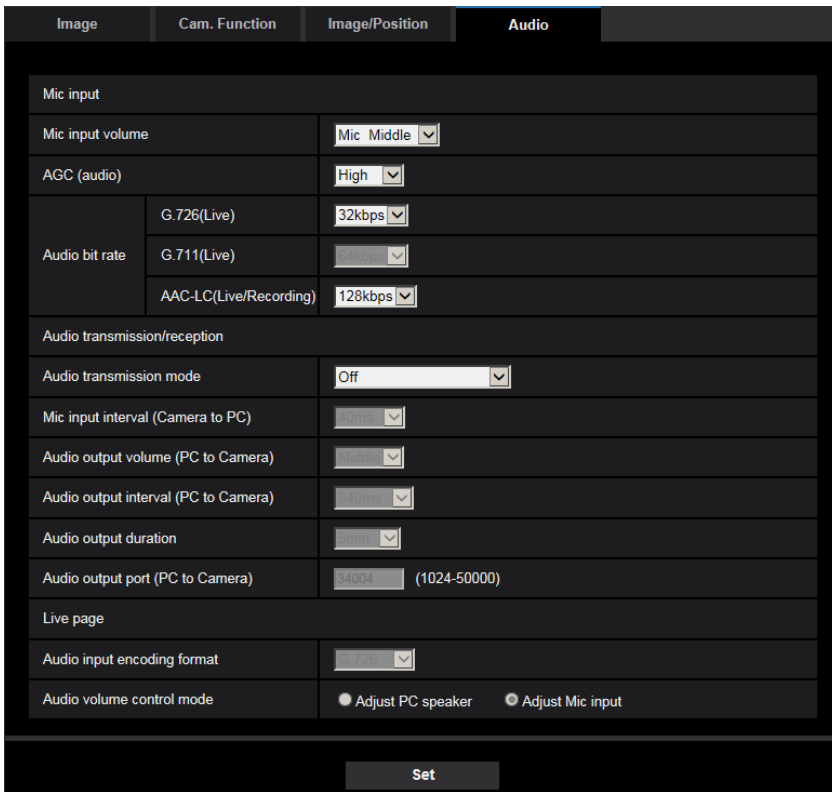 Image Cam. Function Image/Position Audio
Mic input
Mic input volume Mic Middle
AGC (audio) High
Audio bit rate
G.726(Live) 32kbps
G.711(Live) 64kbps
AAC-LC(Live/Recording) 128kbps
Audio transmission/reception
Audio transmission mode Off
Mic input interval (Camera to PC) 40ms
Audio output volume (PC to Camera) Middle
Audio output interval (PC to Camera) 640ms
Audio output duration 5min
Audio output port (PC to Camera) 34004 (1024-50000)
Live page
Audio input encoding format G.726
Audio volume control mode Adjust PC speaker Adjust Mic input
Set